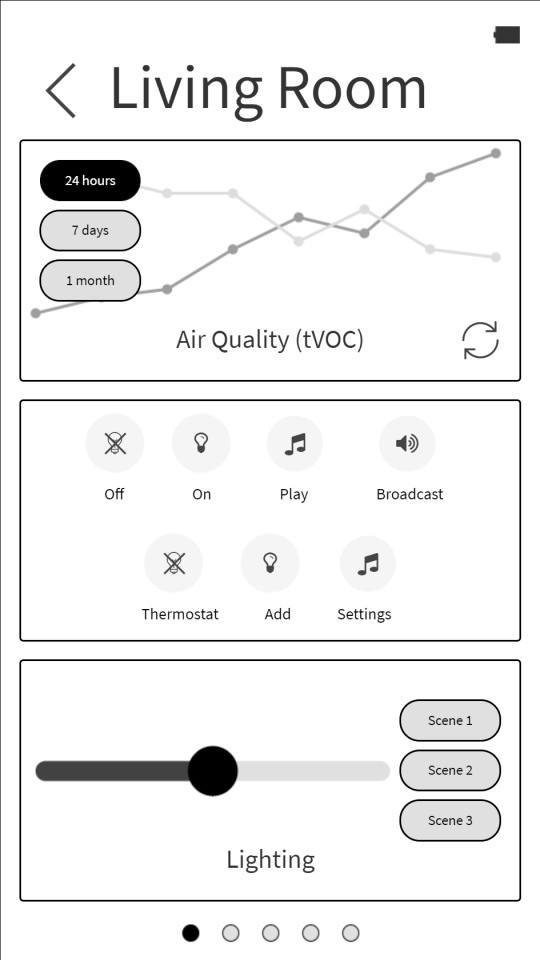 Living Room
24 hours
7 days
1 month
Air Quality (tVOC)
Off On Play Broadcast
Thermostat Add Settings
Scene 1
Scene 2
Scene 3
Lighting